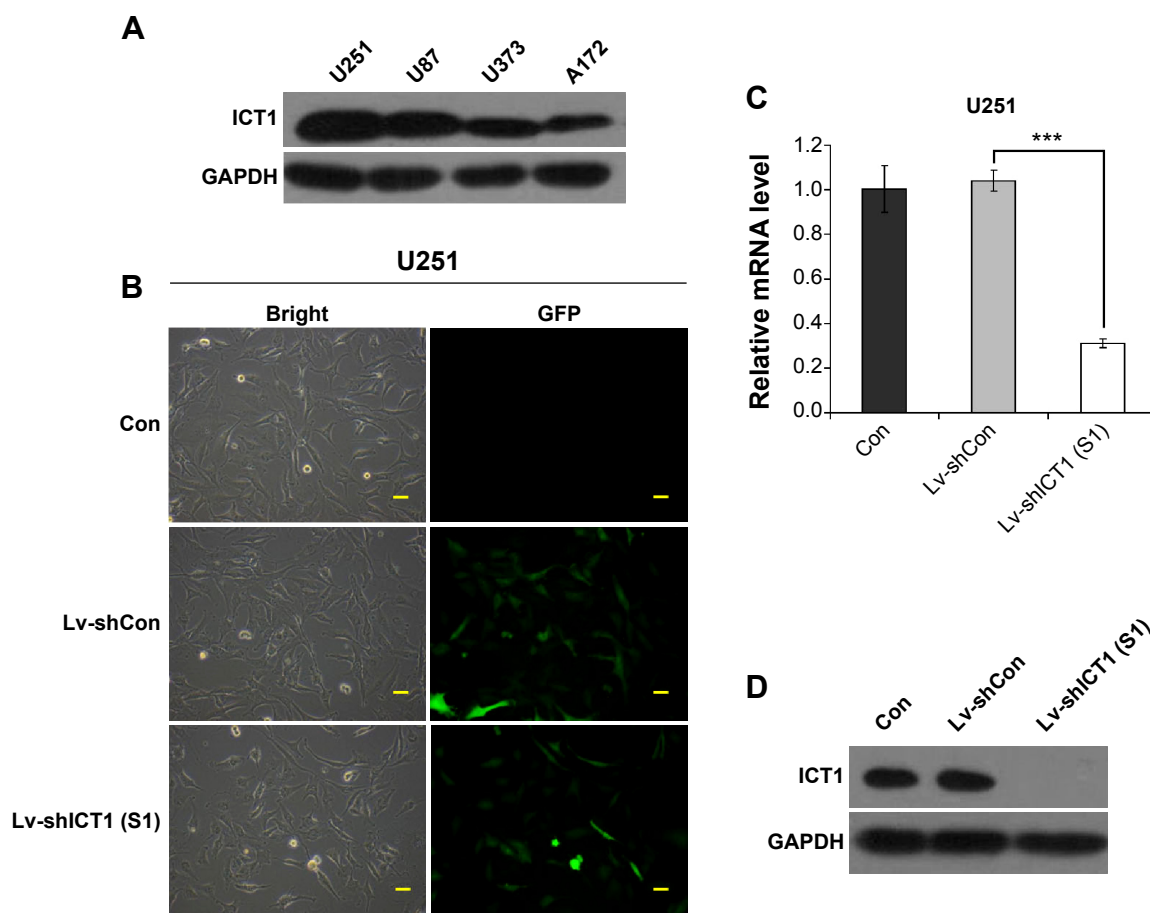 A
U251
U87
U373
A172
ICT1
GAPDH
B
U251
Bright
GFP
Con
Lv-shCon
Lv-shICT1 (S1)
C
U251
Relative mRNA level
1.2
1.0
0.8
0.6
0.4
0.2
0.0
***
Con
Lv-shCon
Lv-shICT1 (S1)
D
Con
Lv-shCon
Lv-shICT1 (S1)
ICT1
GAPDH